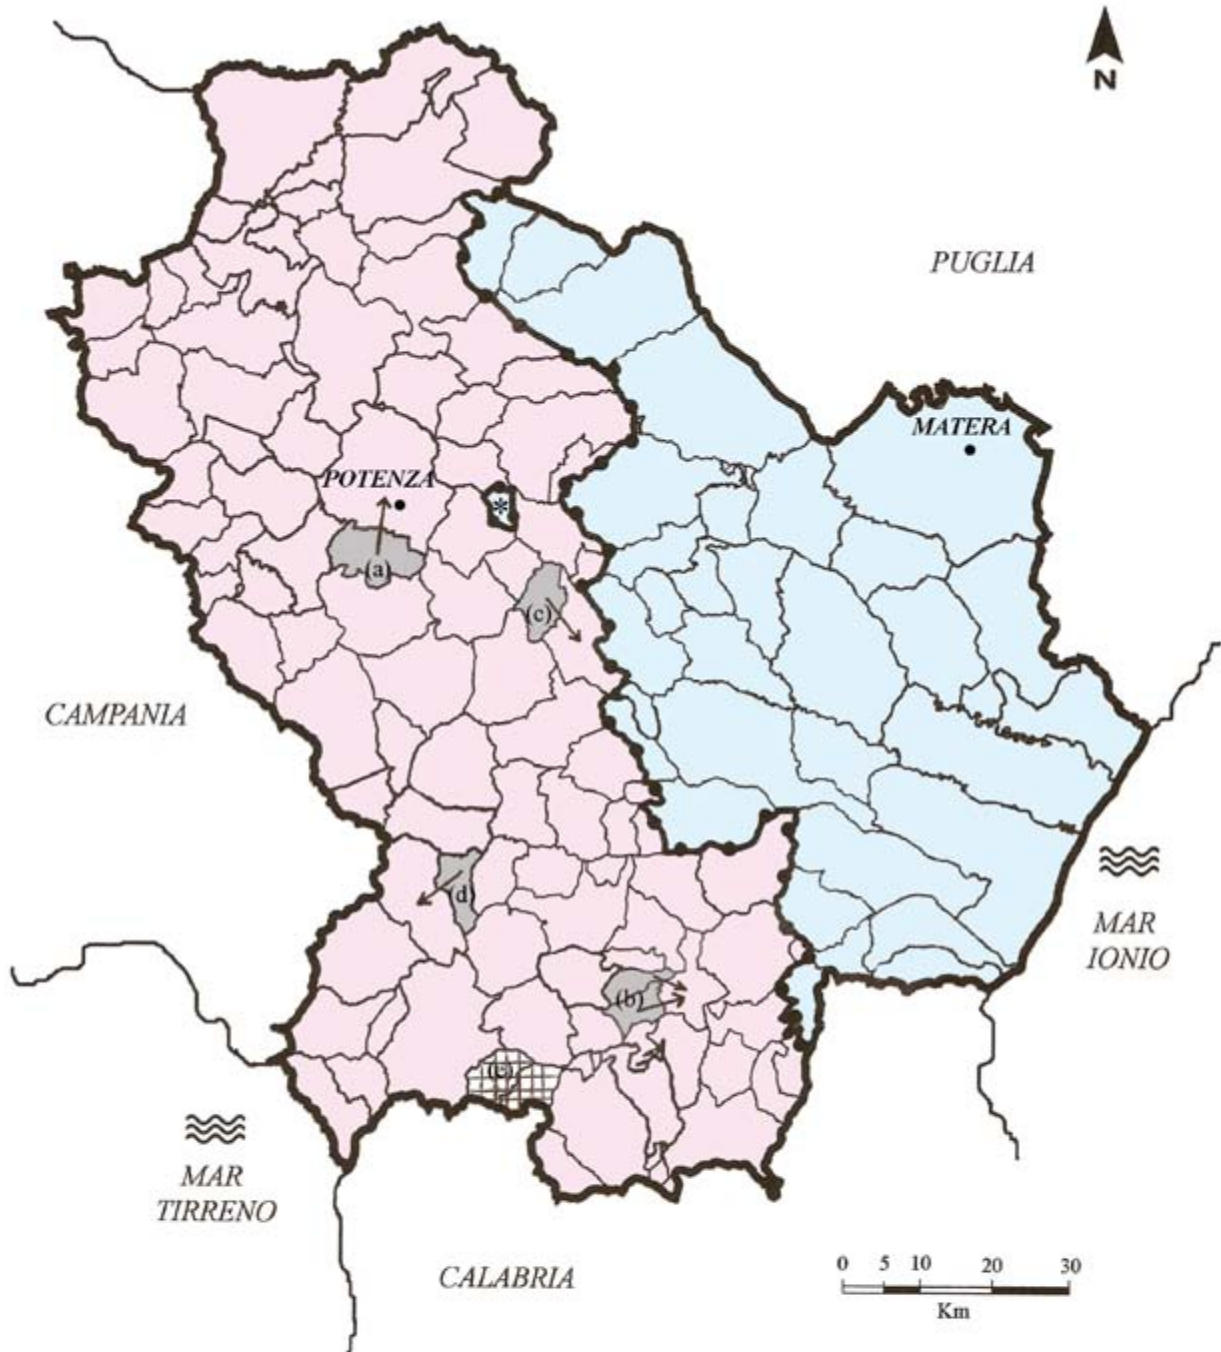 N
PUGLIA
MATERA
POTENZA
*
(a)
(c)
CAMPANIA
(d)
MAR
IONIO
(b)
MAR
TIRRENO
CALABRIA
0 5 10 20 30
Km